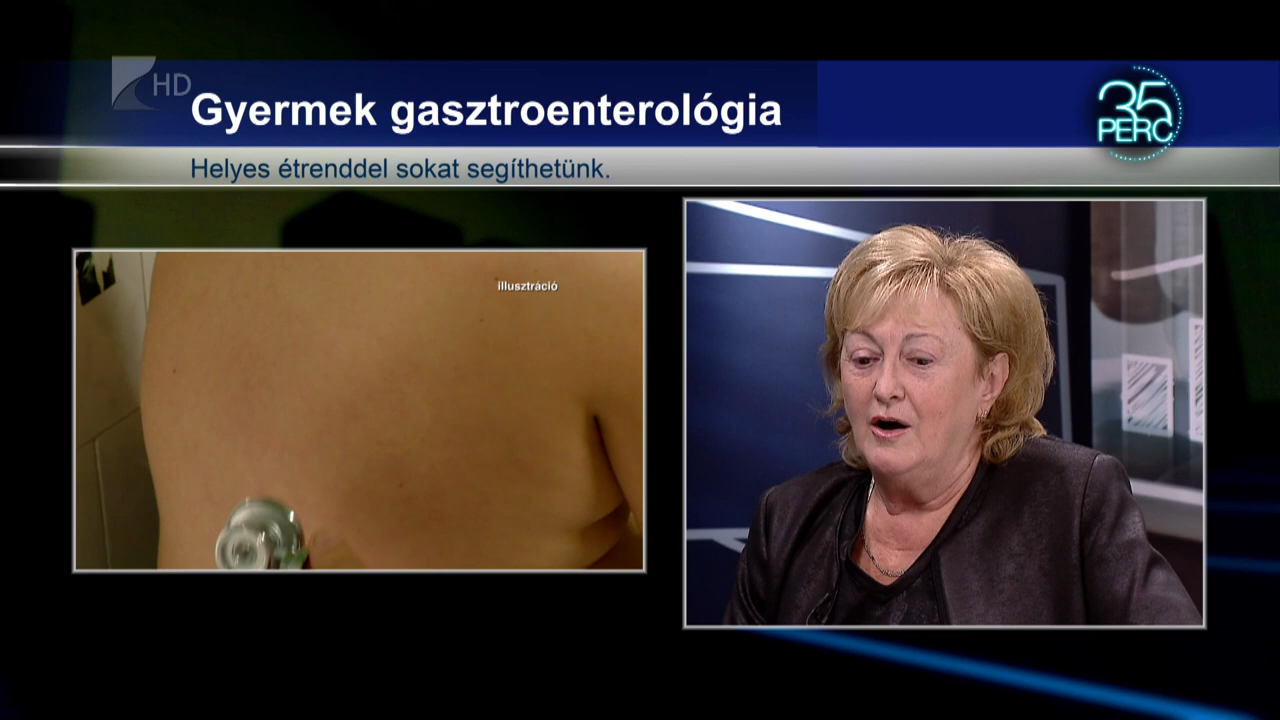 HD
Gyermek gasztroenterológia
35
PERC
Helyes étrenddel sokat segíthetünk.
illusztráció